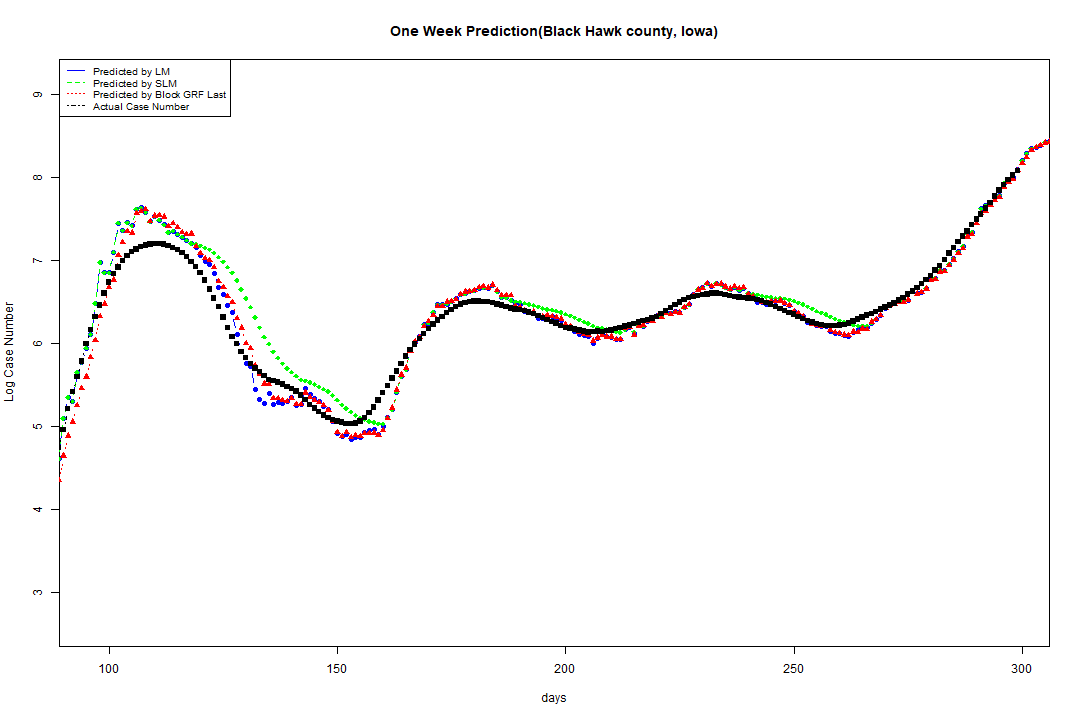 One Week Prediction(Black Hawk county, Iowa)
Predicted by LM
Predicted by SLM
Predicted by Block GRF Last
Actual Case Number
9
8
7
6
5
4
3
Log Case Number
100 150 200 250 300
days